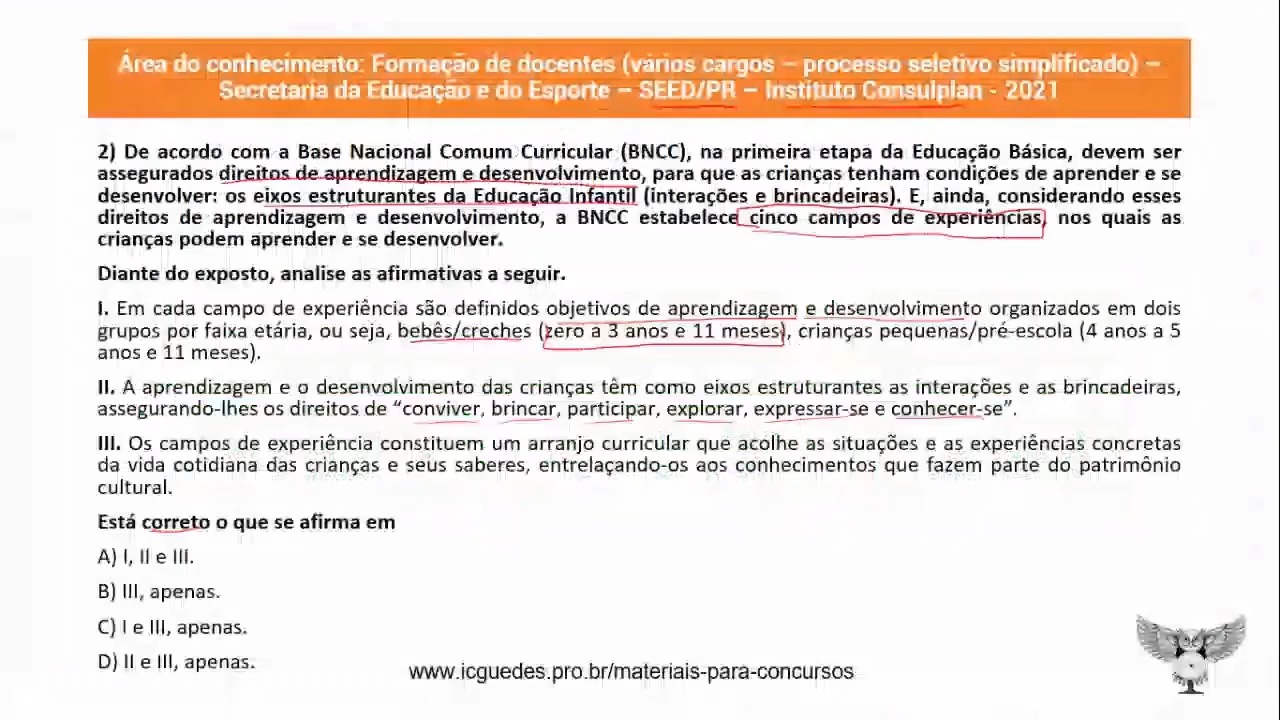 Área do conhecimento: Formação de docentes (vários cargos – processo seletivo simplificado) –
Secretaria da Educação e do Esporte – SEED/PR – Instituto Consulplan - 2021
2) De acordo com a Base Nacional Comum Curricular (BNCC), na primeira etapa da Educação Básica, devem ser
assegurados direitos de aprendizagem e desenvolvimento, para que as crianças tenham condições de aprender e se
desenvolver: os eixos estruturantes da Educação Infantil (interações e brincadeiras). E, ainda, considerando esses
direitos de aprendizagem e desenvolvimento, a BNCC estabelece cinco campos de experiências, nos quais as
crianças podem aprender e se desenvolver.
Diante do exposto, analise as afirmativas a seguir.
I. Em cada campo de experiência são definidos objetivos de aprendizagem e desenvolvimento organizados em dois
grupos por faixa etária, ou seja, bebês/creches (zero a 3 anos e 11 meses), crianças pequenas/pré-escola (4 anos a 5
anos e 11 meses).
II. A aprendizagem e o desenvolvimento das crianças têm como eixos estruturantes as interações e as brincadeiras,
assegurando-lhes os direitos de “conviver, brincar, participar, explorar, expressar-se e conhecer-se”.
III. Os campos de experiência constituem um arranjo curricular que acolhe as situações e as experiências concretas
da vida cotidiana das crianças e seus saberes, entrelaçando-os aos conhecimentos que fazem parte do patrimônio
cultural.
Está correto o que se afirma em
A) I, II e III.
B) III, apenas.
C) I e III, apenas.
D) II e III, apenas.
www.icguedes.pro.br/materiais-para-concursos